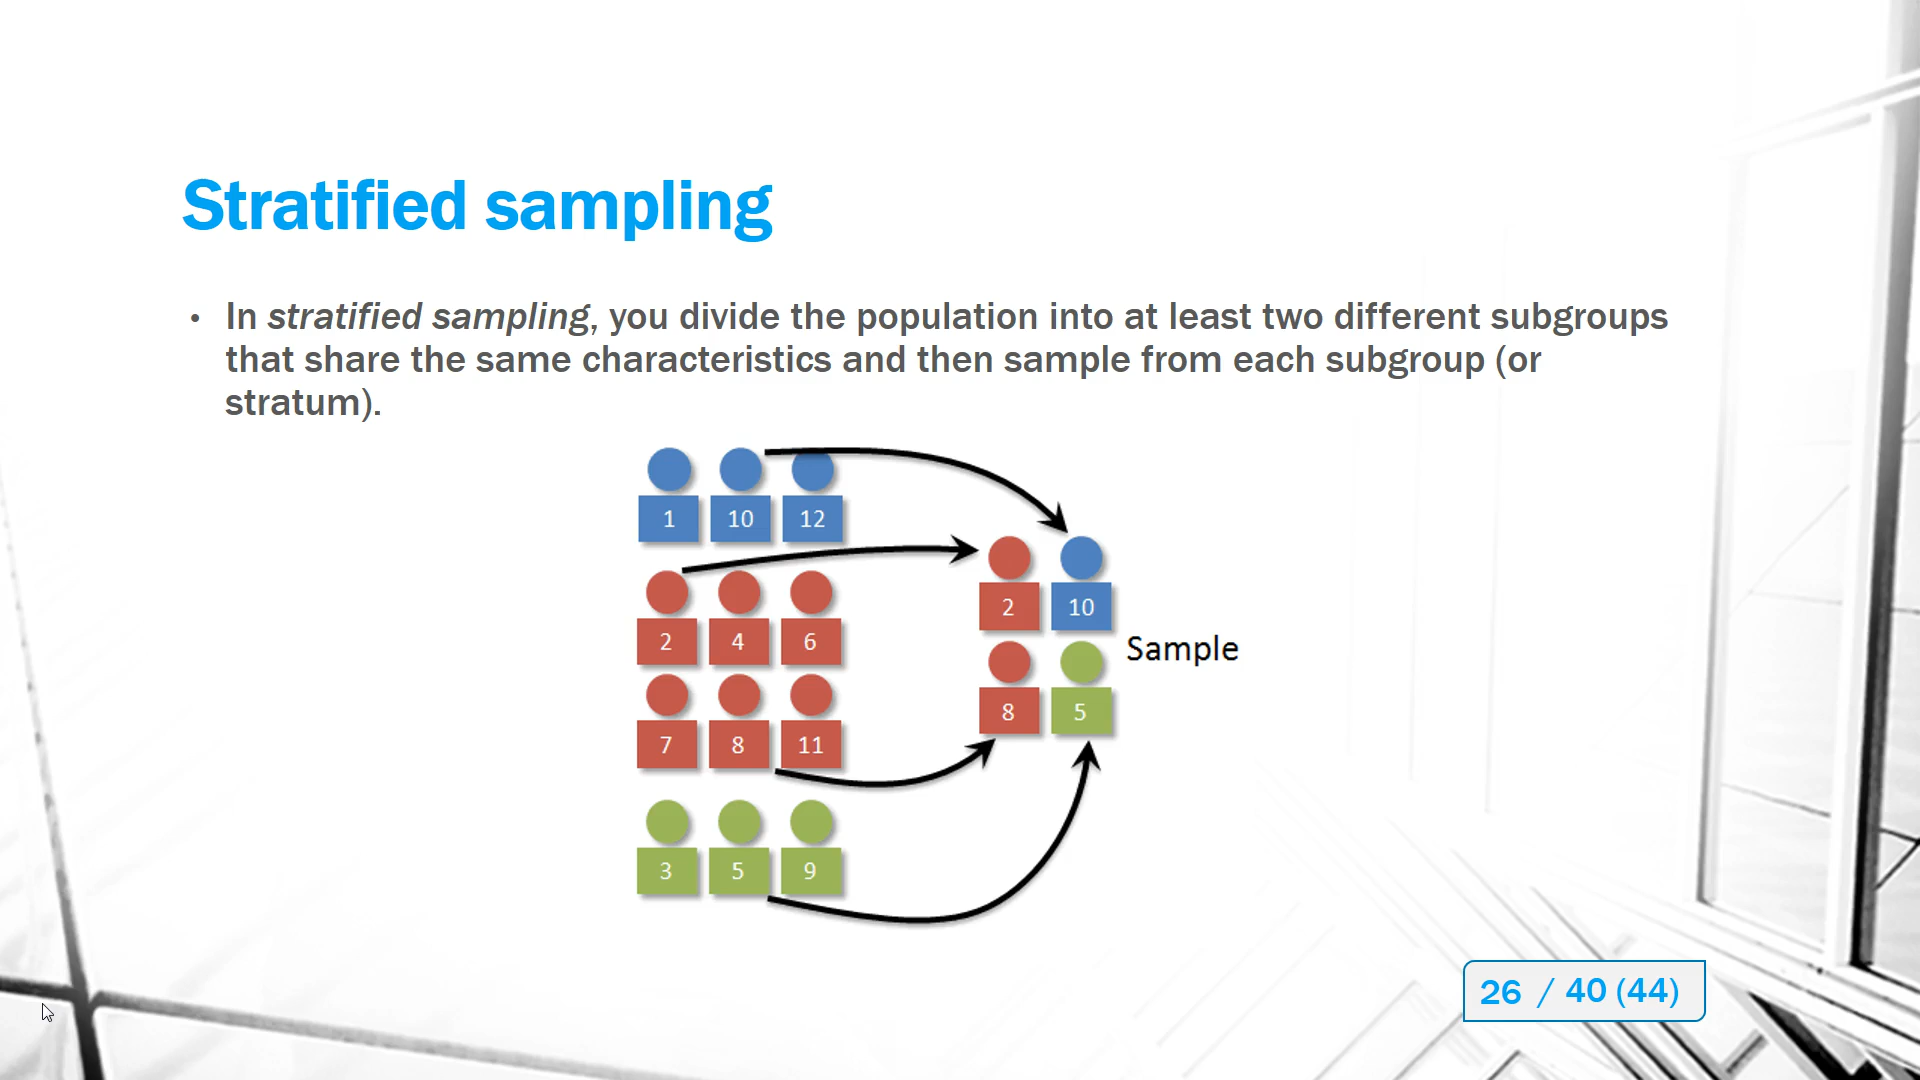 Stratified sampling
• In stratified sampling, you divide the population into at least two different subgroups
that share the same characteristics and then sample from each subgroup (or
stratum).
1 10 12
2 4 6
7 8 11
3 5 9
2 10
8 5
Sample
26 / 40 (44)